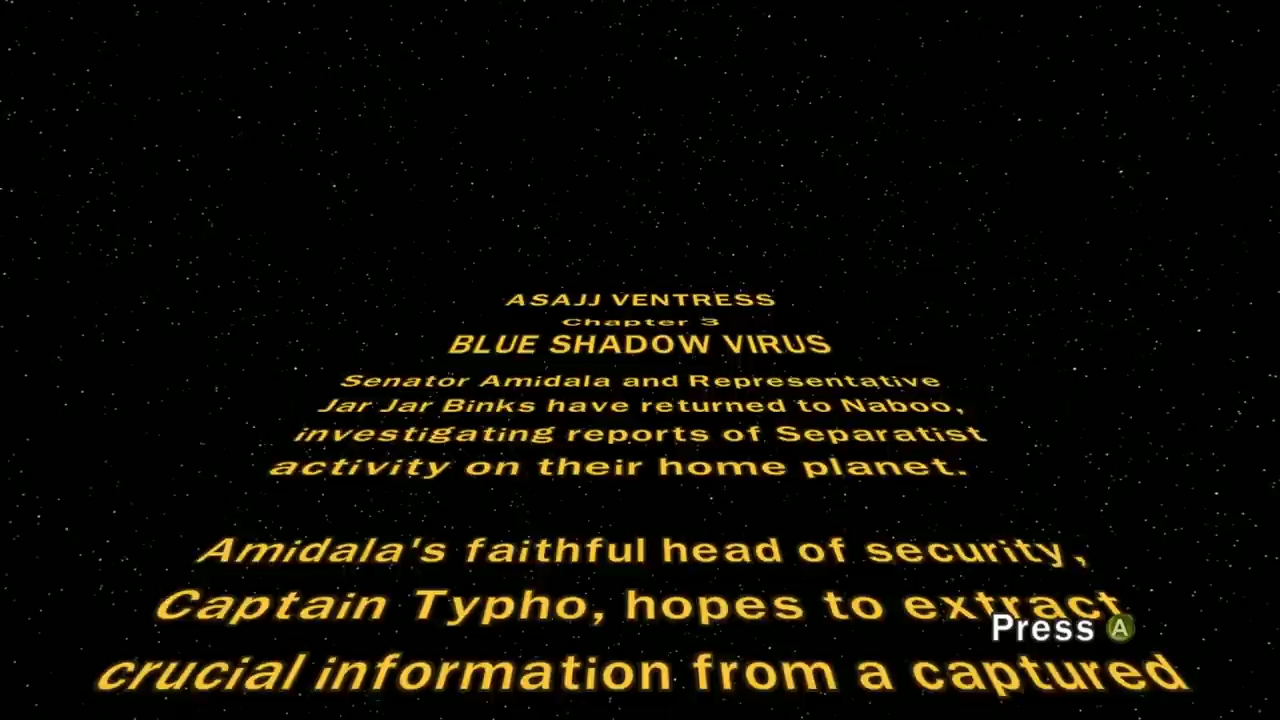 ASAJJ VENTRESS
Chapter 3
BLUE SHADOW VIRUS
Senator Amidala and Representative
Jar Jar Binks have returned to Naboo,
investigating reports of Separatist
activity on their home planet.
Amidala's faithful head of security,
Captain Typho, hopes to extract
Press A
crucial information from a captured